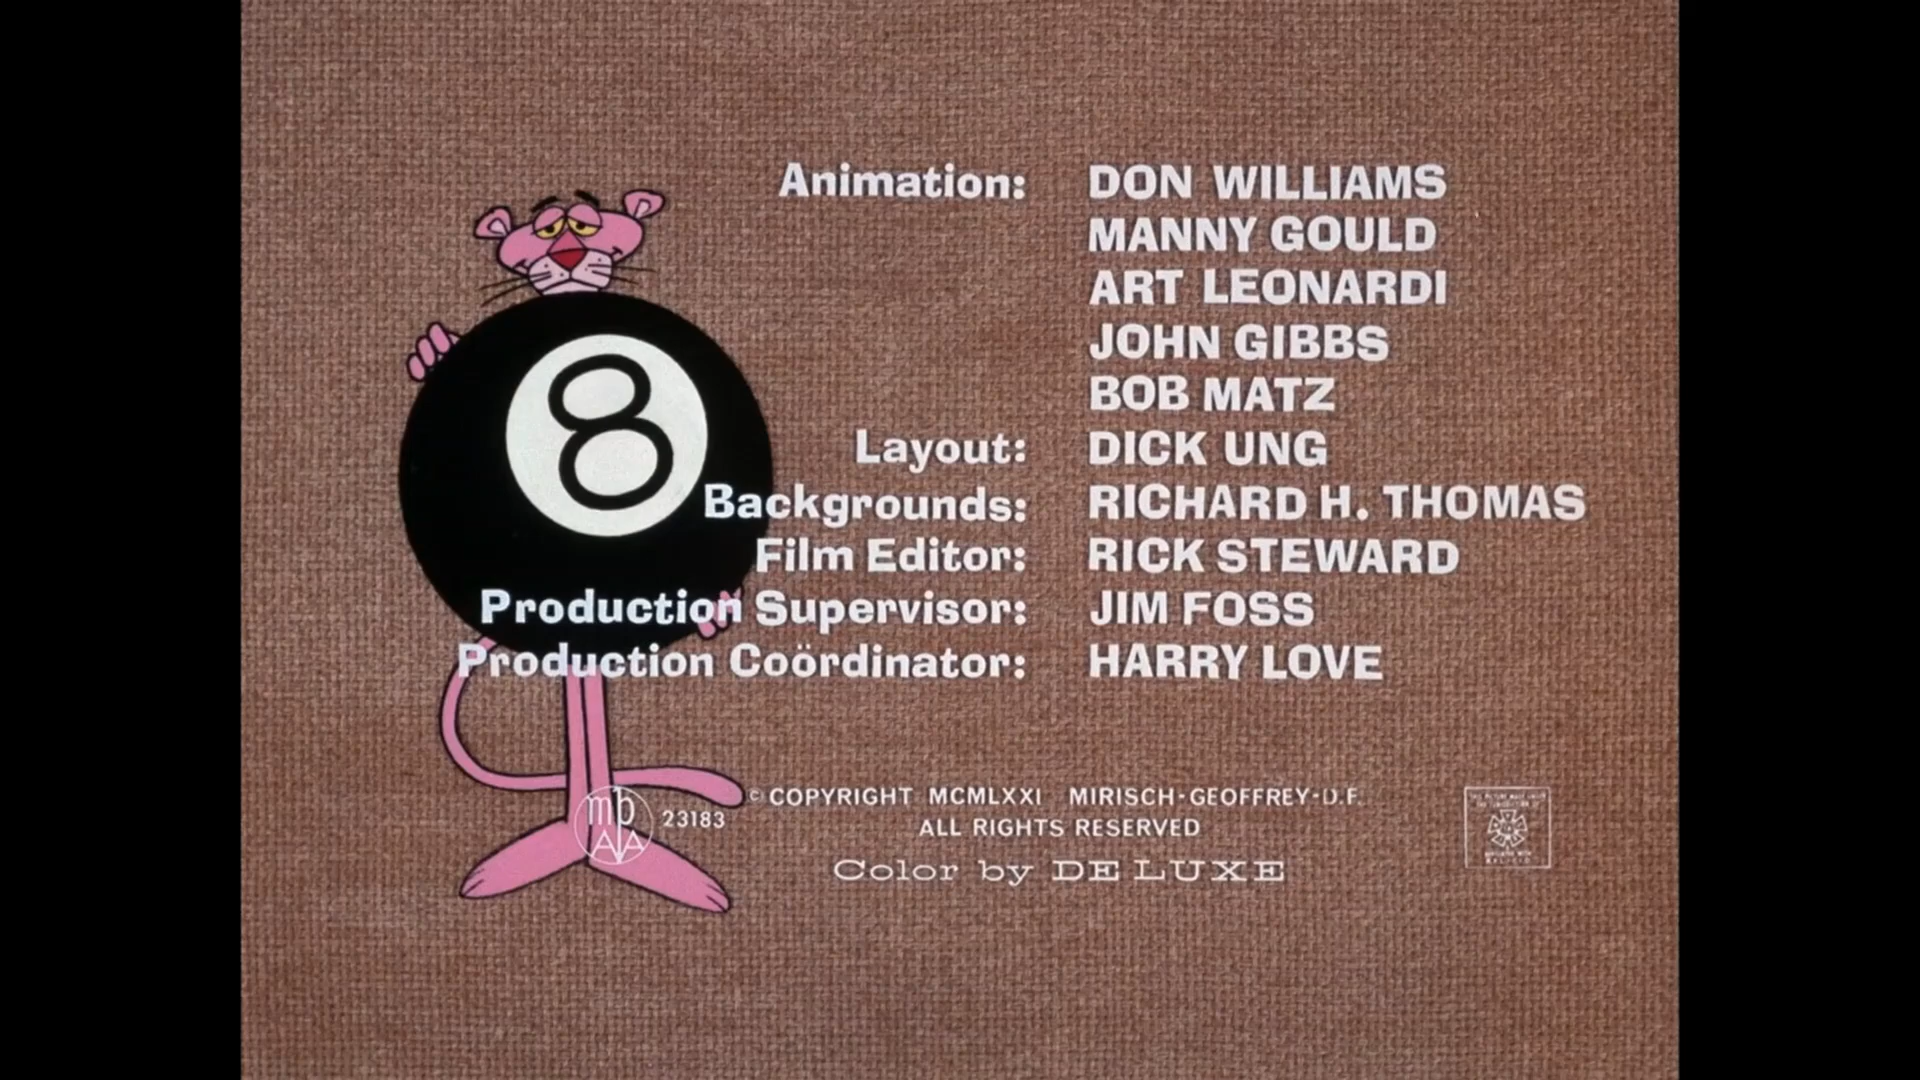 Animation: DON WILLIAMS
MANNY GOULD
ART LEONARDI
JOHN GIBBS
BOB MATZ
Layout: DICK UNG
Backgrounds: RICHARD H. THOMAS
Film Editor: RICK STEWARD
Production Supervisor: JIM FOSS
Production Coördinator: HARRY LOVE
8
© COPYRIGHT MCMLXXI MIRISCH-GEOFFREY-D.F.
ALL RIGHTS RESERVED
Color by DE LUXE
mpAA 23183